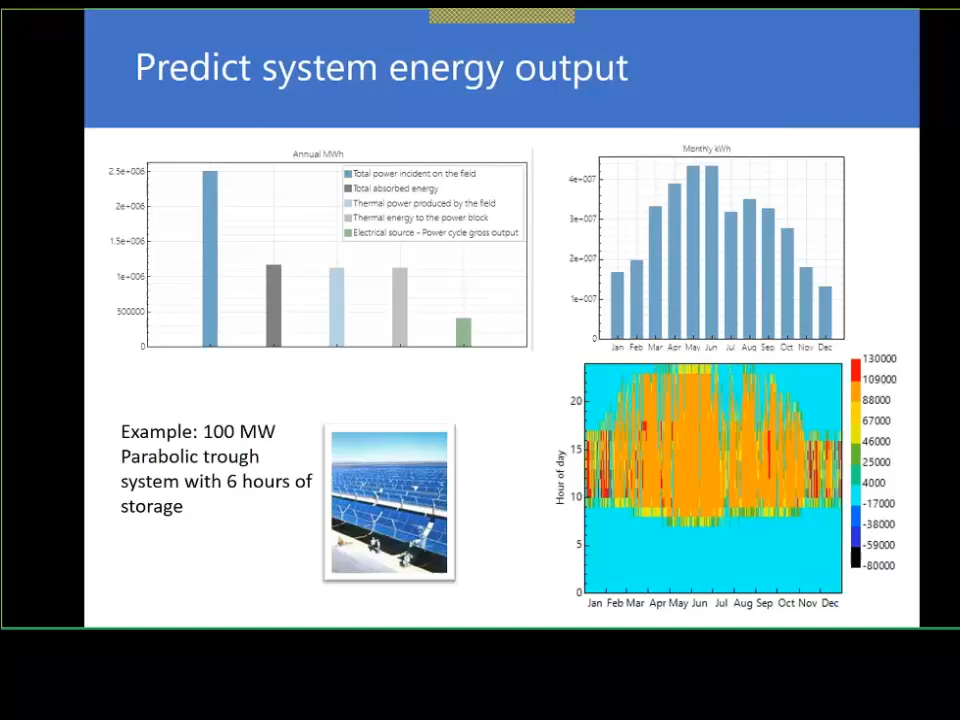 Predict system energy output
Annual MWh
2.5e+006
2e+006
1.5e+006
1e+006
500000
0
Total power incident on the field
Total absorbed energy
Thermal power produced by the field
Thermal energy to the power block
Electrical source - Power cycle gross output
Monthly kWh
4e+007
3e+007
2e+007
1e+007
0
Jan Feb Mar Apr May Jun Jul Aug Sep Oct Nov Dec
Example: 100 MW
Parabolic trough
system with 6 hours of
storage
Hour of day
20
15
10
5
0
Jan Feb Mar Apr May Jun Jul Aug Sep Oct Nov Dec
130000
109000
88000
67000
46000
25000
4000
-17000
-38000
-59000
-80000